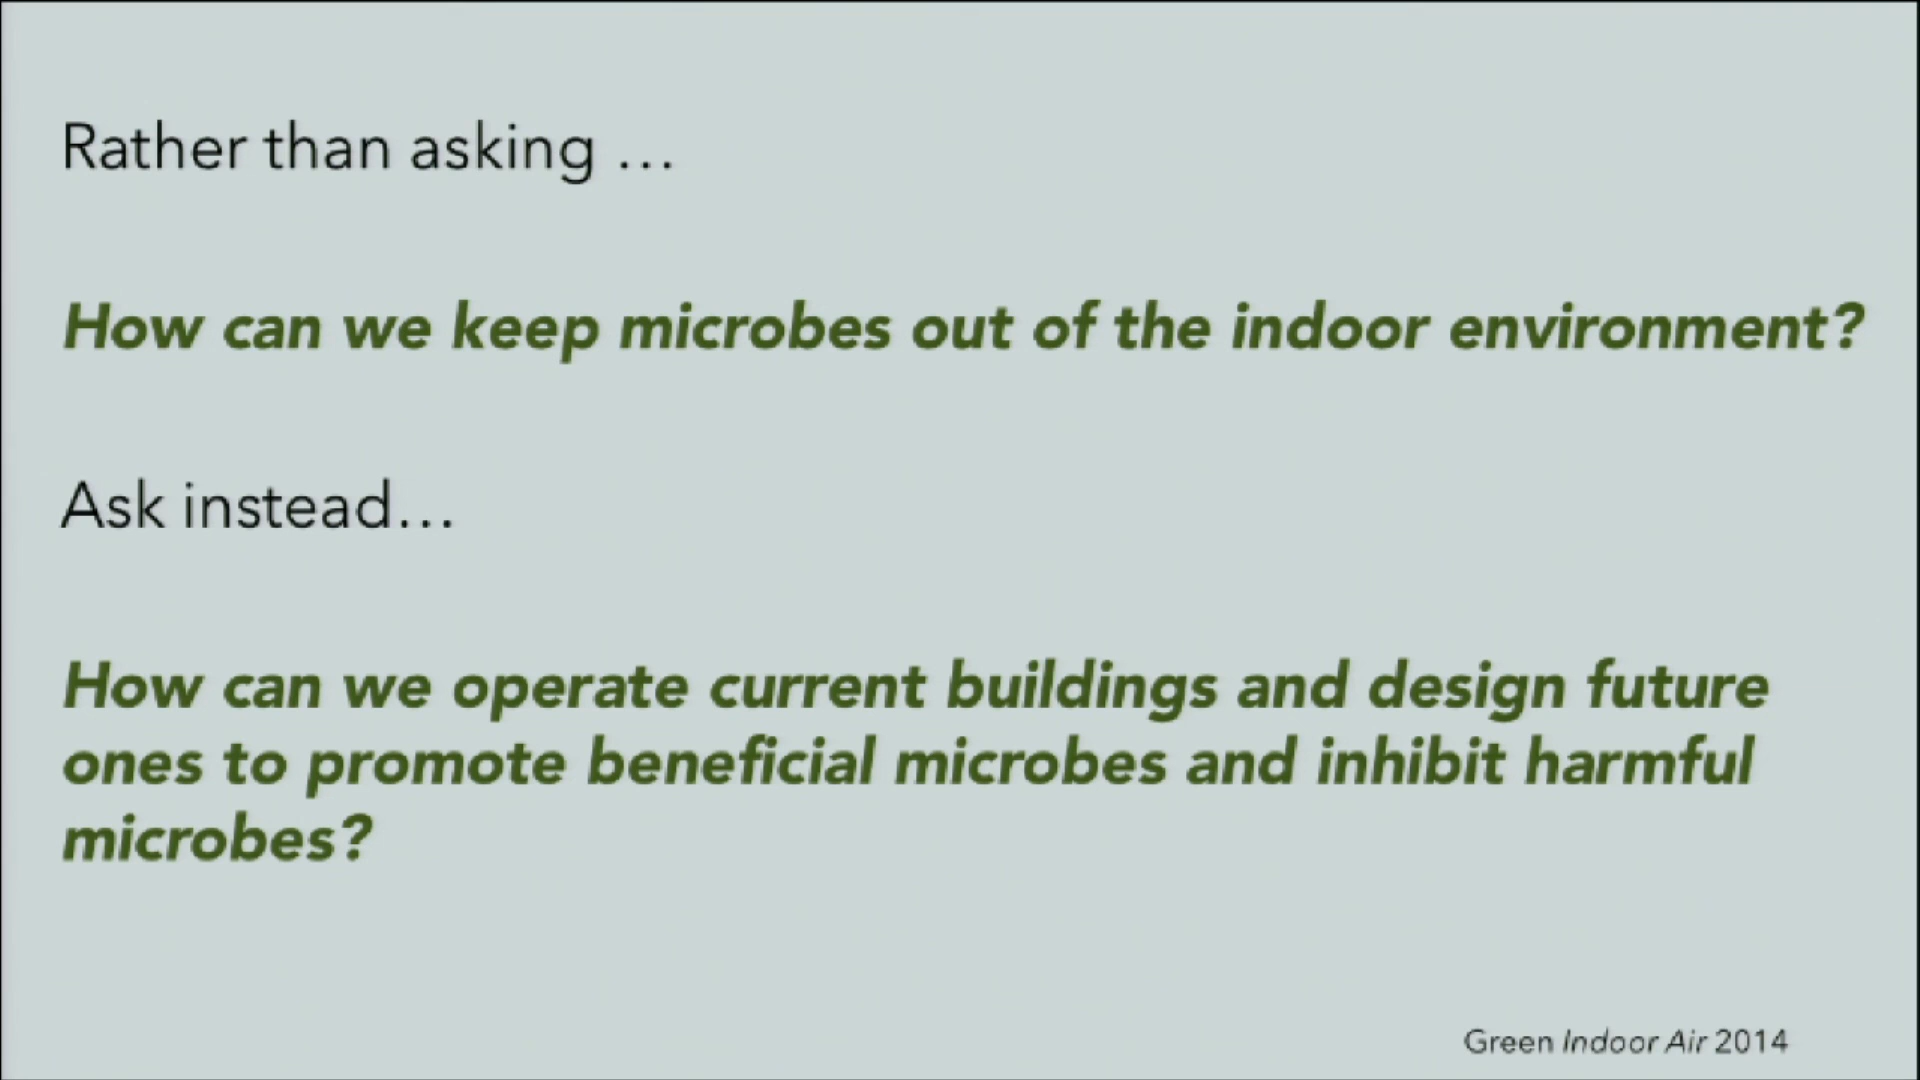 Rather than asking ...
How can we keep microbes out of the indoor environment?
Ask instead...
How can we operate current buildings and design future
ones to promote beneficial microbes and inhibit harmful
microbes?
Green Indoor Air 2014